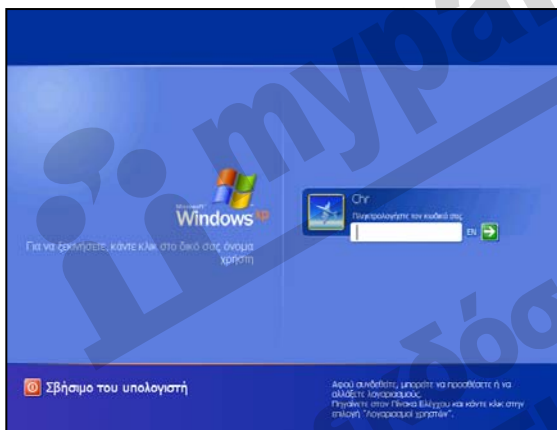 Microsoft
Windows xp
Για να ξεκινήσετε, κάντε κλικ στο δικό σας όνομα
χρήστη
Chr
Πληκτρολογήστε τον κωδικό σας
EN
Σβήσιμο του υπολογιστή
Αφού συνδεθείτε, μπορείτε να προσθέσετε ή να
αλλάξετε λογαριασμούς.
Πηγαίνετε στον Πίνακα Ελέγχου και κάντε κλικ στην
επιλογή "Λογαριασμοί χρηστών".